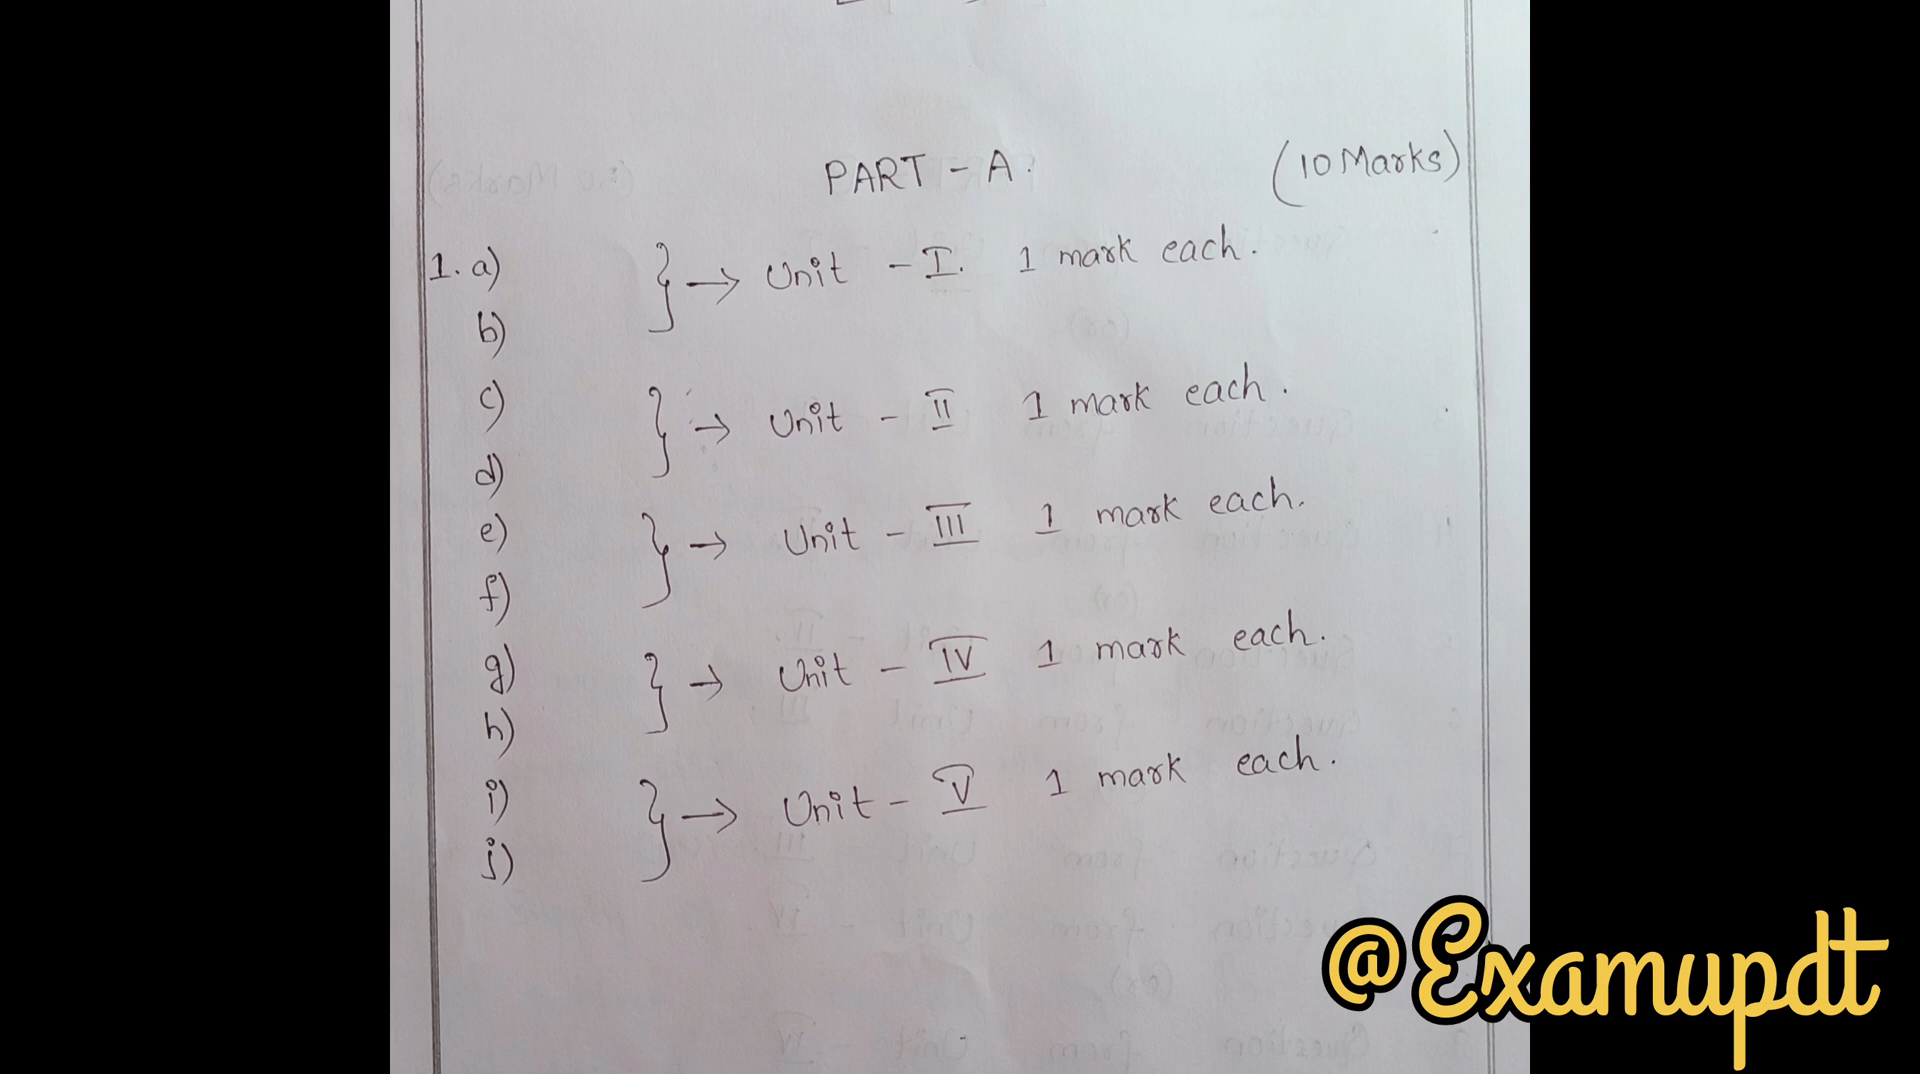 PART - A.
(10 Marks)
1. a)
} → Unit - I. 1 mark each.
b)
c)
} → Unit - II 1 mark each.
d)
e)
} → Unit - III 1 mark each.
f)
g)
} → Unit - IV 1 mark each.
h)
i)
} → Unit - V 1 mark each.
j)
@Examupdt